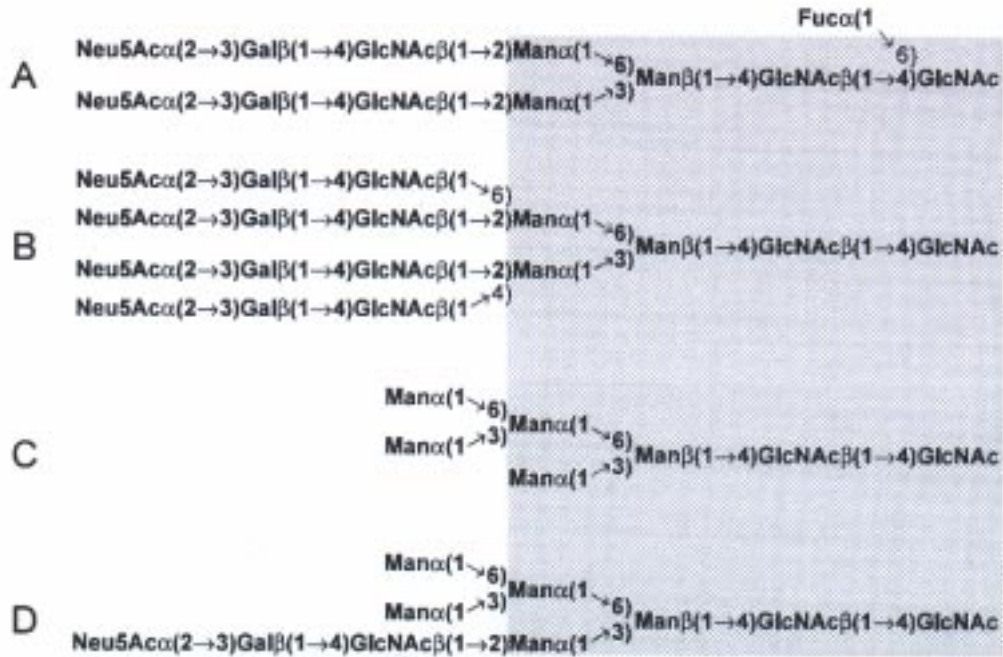 Fucα(1
↘6)
A
Neu5Acα(2→3)Galβ(1→4)GlcNAcβ(1→2)Manα(1↘6)
Manβ(1→4)GlcNAcβ(1→4)GlcNAc
Neu5Acα(2→3)Galβ(1→4)GlcNAcβ(1→2)Manα(1↗3)
B
Neu5Acα(2→3)Galβ(1→4)GlcNAcβ(1↘6)
Neu5Acα(2→3)Galβ(1→4)GlcNAcβ(1→2)Manα(1↘6)
Manβ(1→4)GlcNAcβ(1→4)GlcNAc
Neu5Acα(2→3)Galβ(1→4)GlcNAcβ(1→2)Manα(1↗3)
Neu5Acα(2→3)Galβ(1→4)GlcNAcβ(1↗4)
C
Manα(1↘6)
Manα(1↘6)
Manα(1↗3)
Manβ(1→4)GlcNAcβ(1→4)GlcNAc
Manα(1↗3)
D
Manα(1↘6)
Manα(1↘6)
Manα(1↗3)
Manβ(1→4)GlcNAcβ(1→4)GlcNAc
Neu5Acα(2→3)Galβ(1→4)GlcNAcβ(1→2)Manα(1↗3)